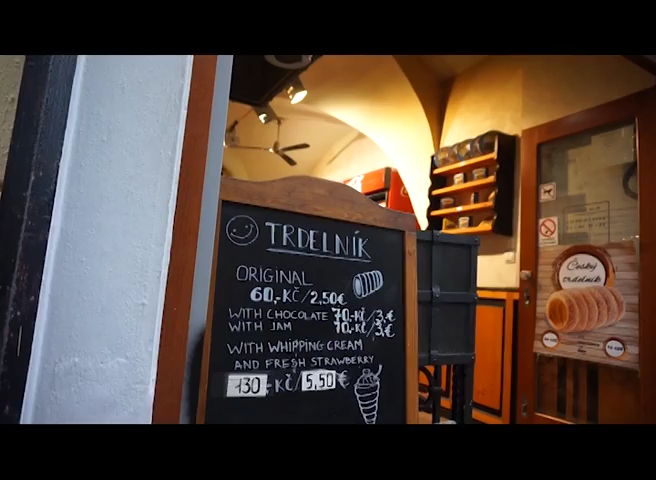 TRDELNÍK
ORIGINAL
60,-KČ/2,50€
WITH CHOCOLATE 70,-KČ/3,€
WITH JAM 70,-KČ/3,€
WITH WHIPPING CREAM
AND FRESH STRAWBERRY
130,-KČ/5,50€
Český
trdelník